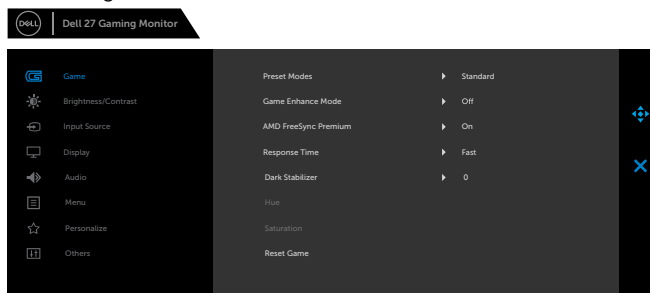 DELL
Dell 27 Gaming Monitor
Game
Preset Modes Standard
Brightness/Contrast
Game Enhance Mode Off
Input Source
AMD FreeSync Premium On
Display
Response Time Fast
Audio
Dark Stabilizer 0
Menu
Hue
Personalize
Saturation
Others
Reset Game